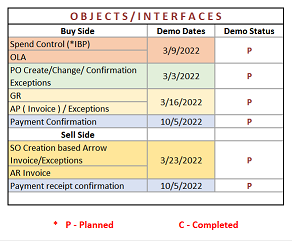 OBJECTS/INTERFACES
Buy Side Demo Dates Demo Status
Spend Control (*IBP) 3/9/2022 P
OLA
PO Create/Change/ Confirmation 3/3/2022 P
Exceptions
GR 3/16/2022 P
AP ( Invoice ) / Exceptions
Payment Confirmation 10/5/2022 P
Sell Side
SO Creation based Arrow 3/23/2022 P
Invoice/Exceptions
AR Invoice
Payment receipt confirmation 10/5/2022 P
* P - Planned C - Completed